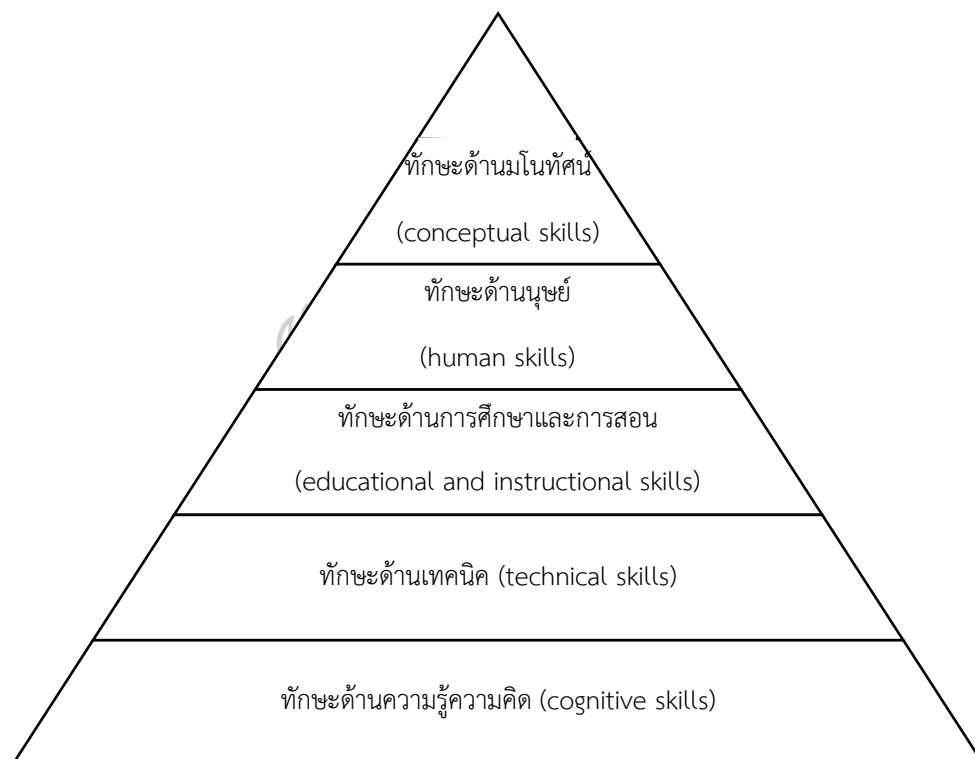 ทักษะด้านมโนทัศน์
(conceptual skills)
ทักษะด้านนุษย์
(human skills)
ทักษะด้านการศึกษาและการสอน
(educational and instructional skills)
ทักษะด้านเทคนิค (technical skills)
ทักษะด้านความรู้ความคิด (cognitive skills)